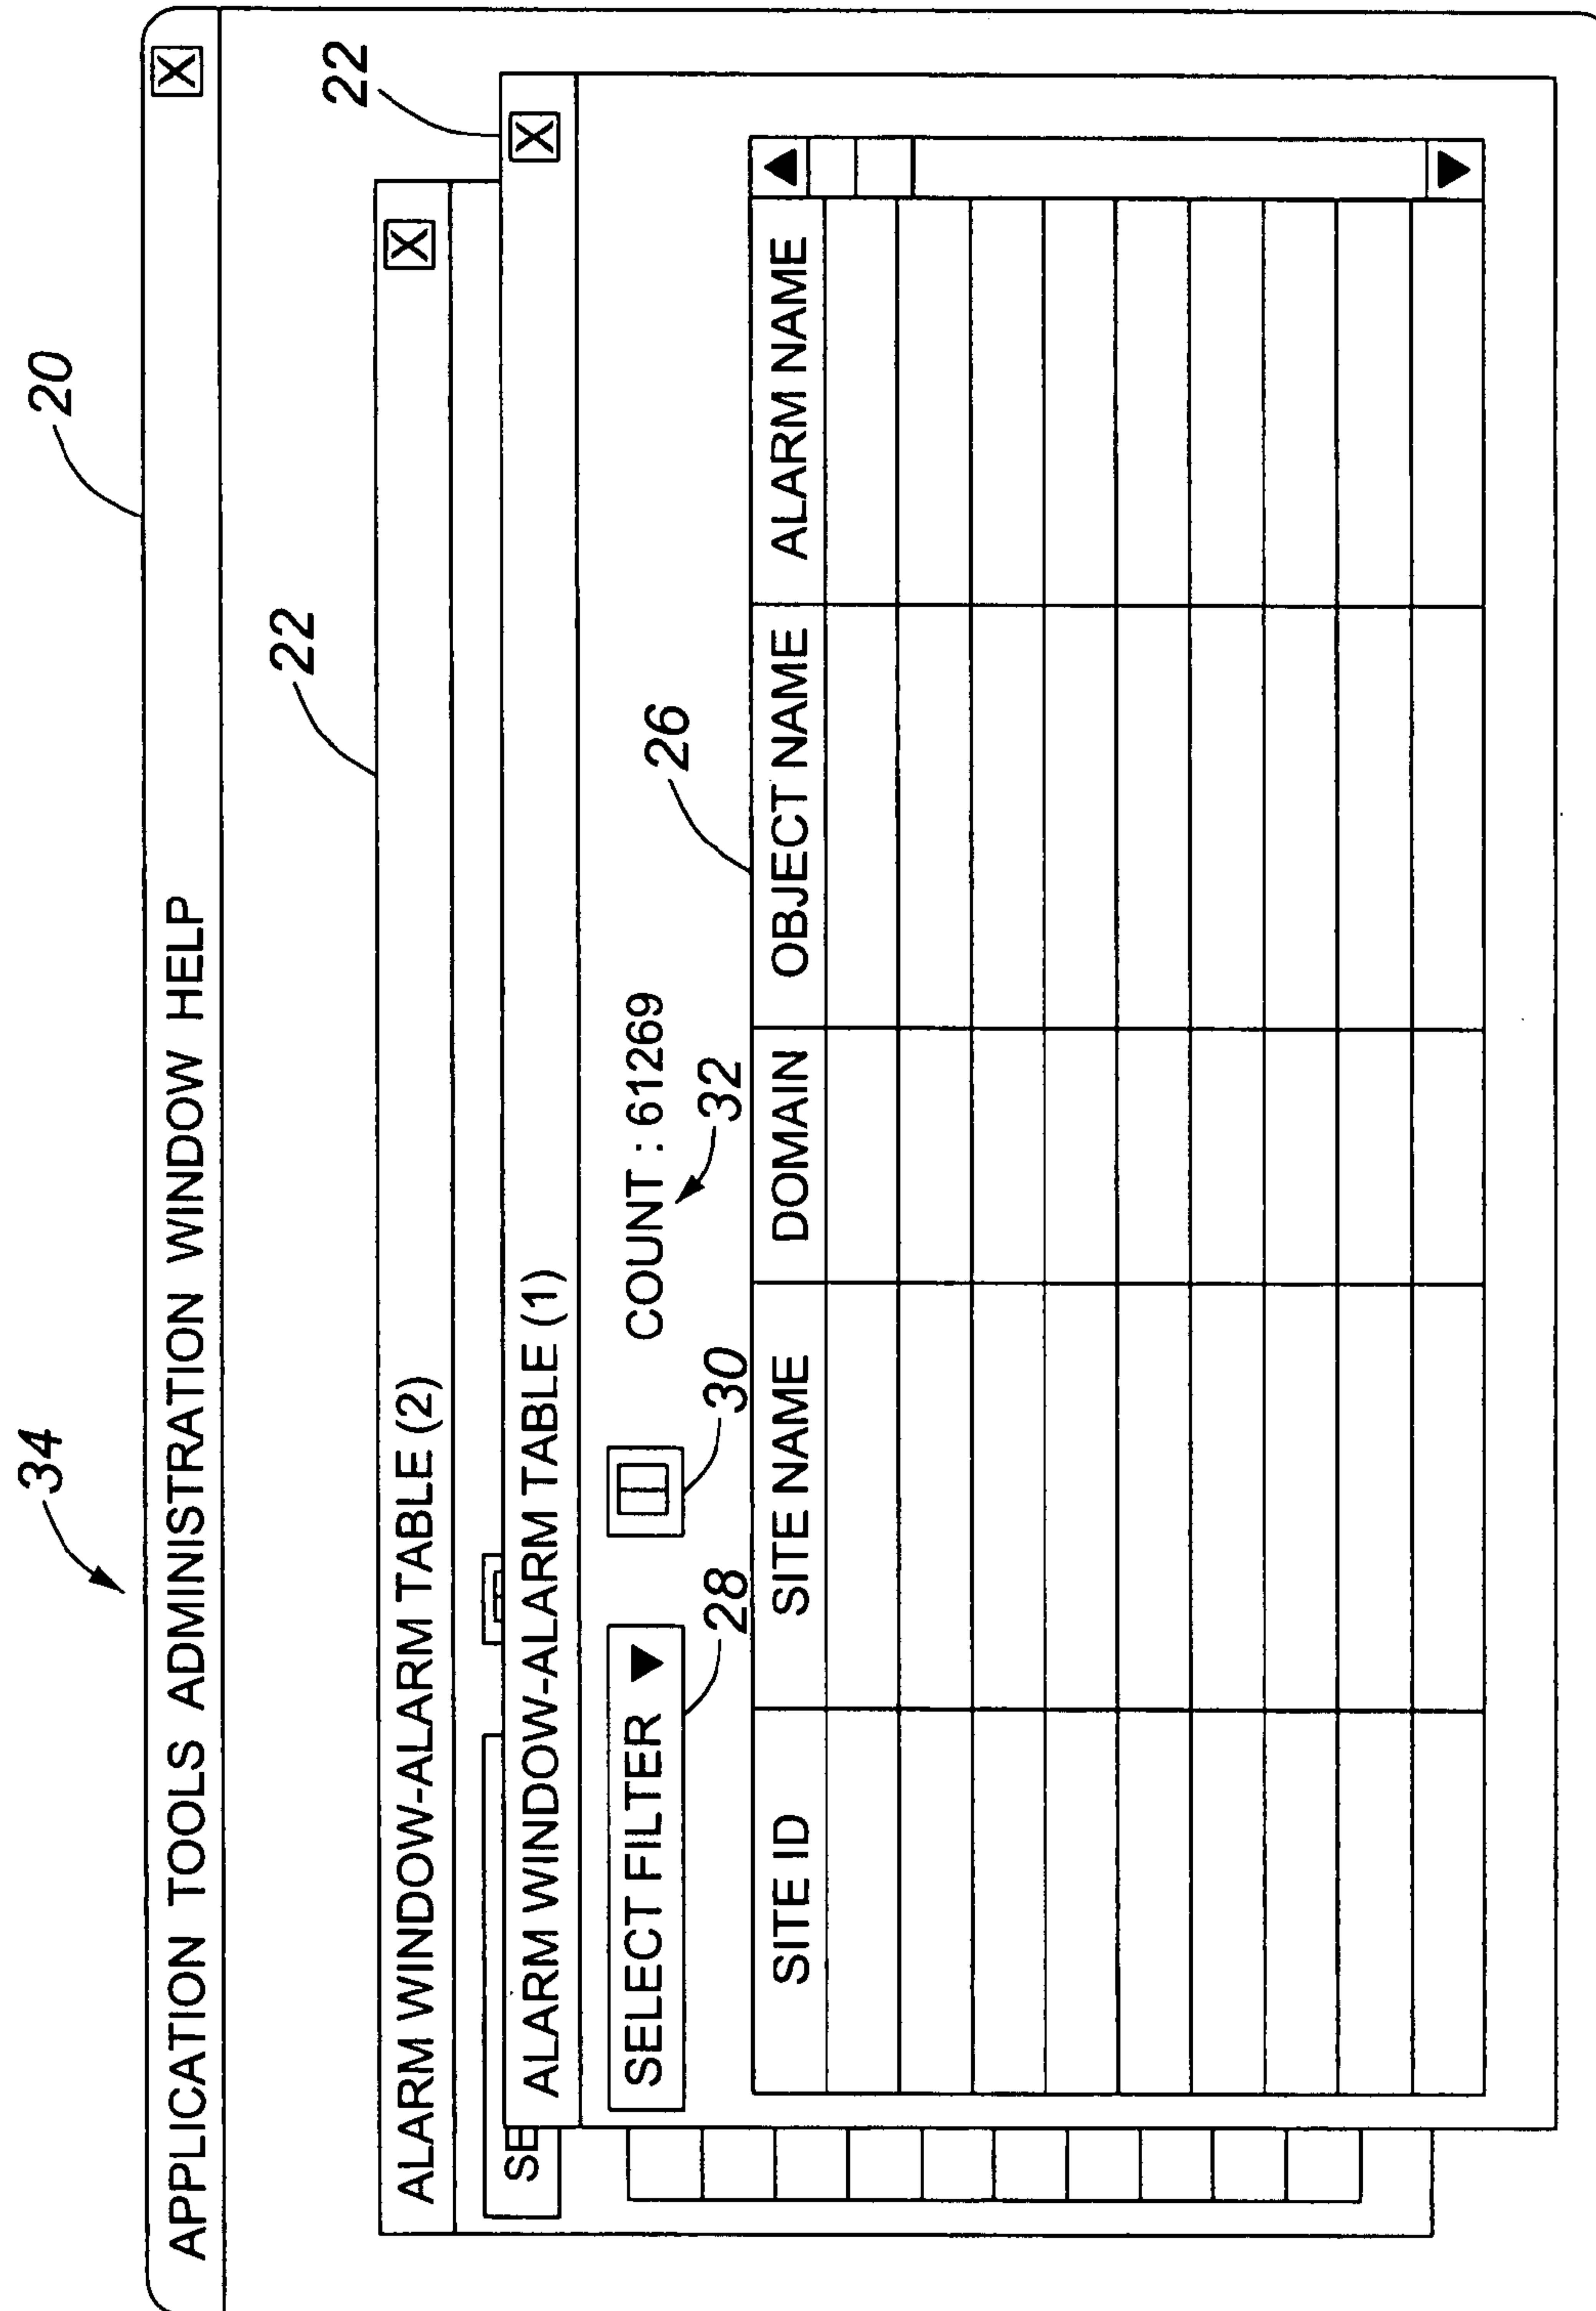 34
20
APPLICATION TOOLS ADMINISTRATION WINDOW HELP X
22
22
ALARM WINDOW-ALARM TABLE (2) X
SE
ALARM WINDOW-ALARM TABLE (1) X
SELECT FILTER ▼ COUNT : 61269
28
30
32
26
SITE ID SITE NAME DOMAIN OBJECT NAME ALARM NAME